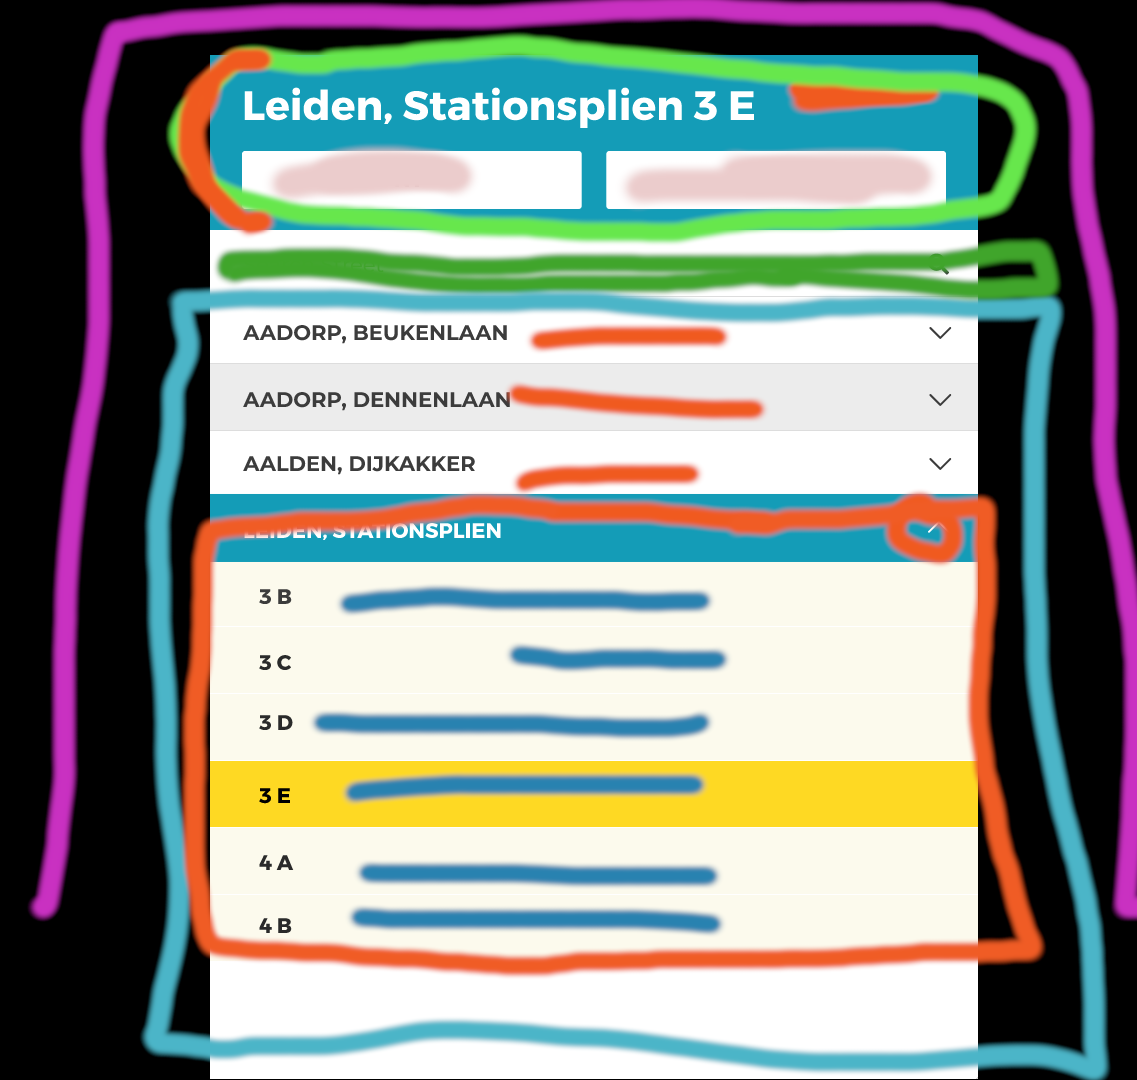 Leiden, Stationsplien 3 E
AADORP, BEUKENLAAN
AADORP, DENNENLAAN
AALDEN, DIJKAKKER
LEIDEN, STATIONSPLIEN
3 B
3 C
3 D
3 E
4 A
4 B